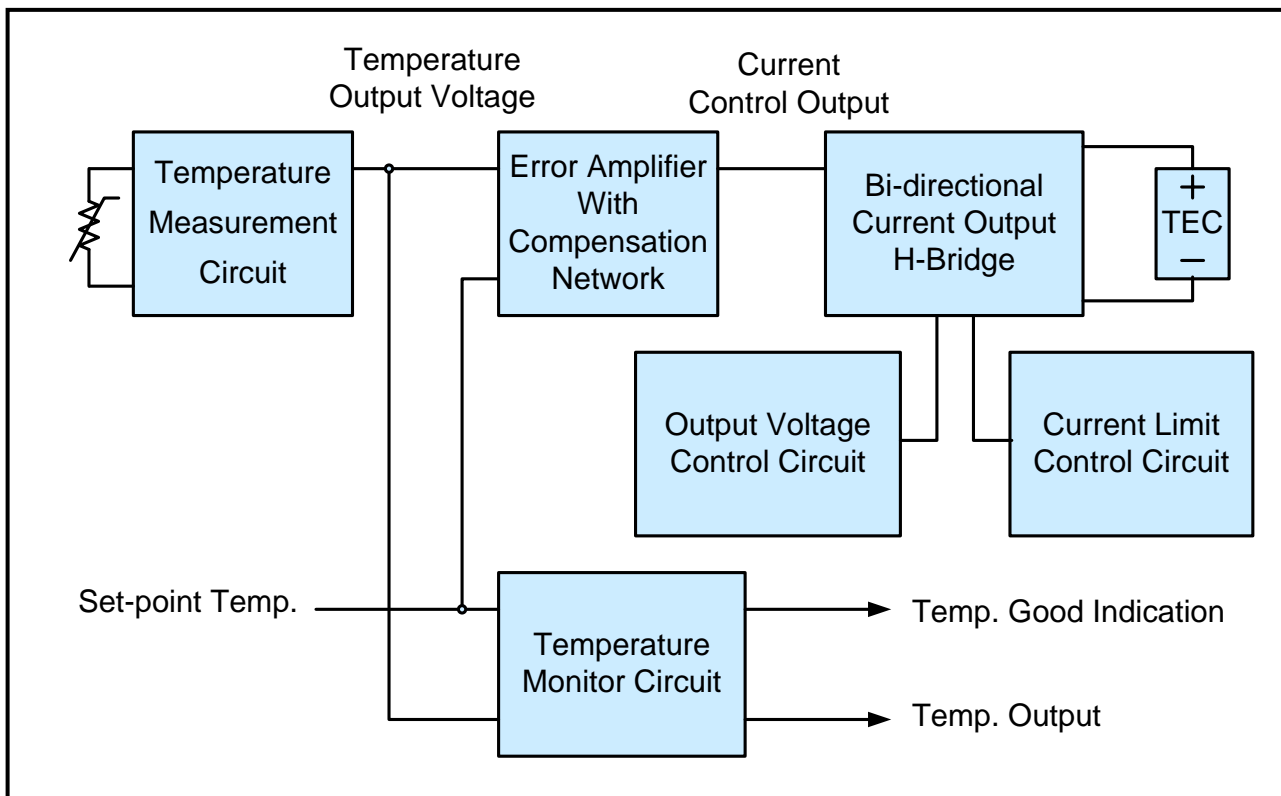 Temperature
Output Voltage
Current
Control Output
Temperature
Measurement
Circuit
Error Amplifier
With
Compensation
Network
Bi-directional
Current Output
H-Bridge
+
TEC
−
Output Voltage
Control Circuit
Current Limit
Control Circuit
Set-point Temp.
Temperature
Monitor Circuit
Temp. Good Indication
Temp. Output